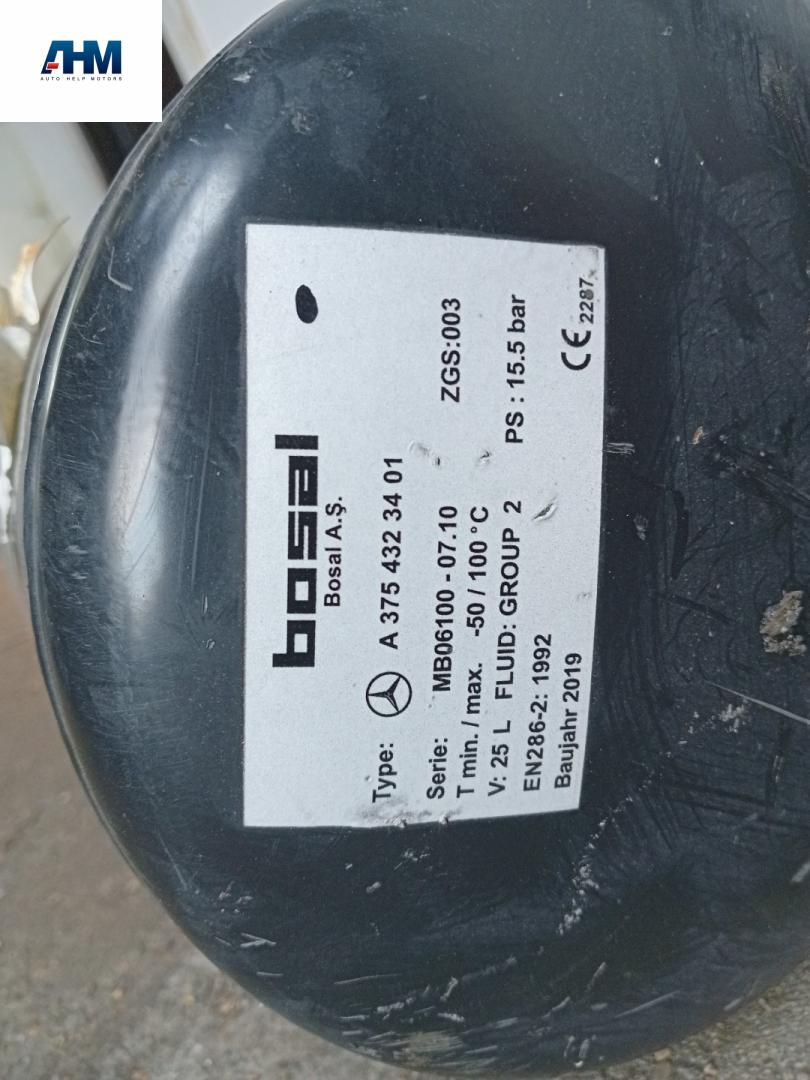 AHM
AUTO HELP MOTORS
bosal
Bosal A.Ş.
Type: A 375 432 34 01
Serie: MB06100 - 07.10 ZGS:003
T min. / max. -50 / 100 °C
V: 25 L FLUID: GROUP 2 PS : 15.5 bar
EN286-2: 1992
Baujahr 2019 CE 2287